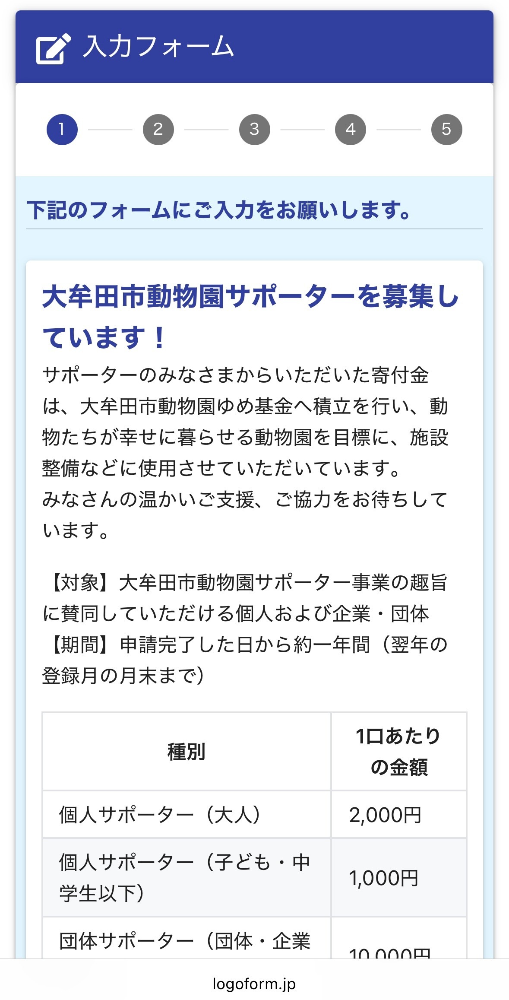 入力フォーム
1 2 3 4 5
下記のフォームにご入力をお願いします。
大牟田市動物園サポーターを募集し
ています！
サポーターのみなさまからいただいた寄付金
は、大牟田市動物園ゆめ基金へ積立を行い、動
物たちが幸せに暮らせる動物園を目標に、施設
整備などに使用させていただいています。
みなさんの温かいご支援、ご協力をお待ちして
います。
【対象】大牟田市動物園サポーター事業の趣旨
に賛同していただける個人および企業・団体
【期間】申請完了した日から約一年間（翌年の
登録月の月末まで）
種別
1口あたり
の金額
個人サポーター（大人）
2,000円
個人サポーター（子ども・中
学生以下）
1,000円
団体サポーター（団体・企業
10,000円
logoform.jp